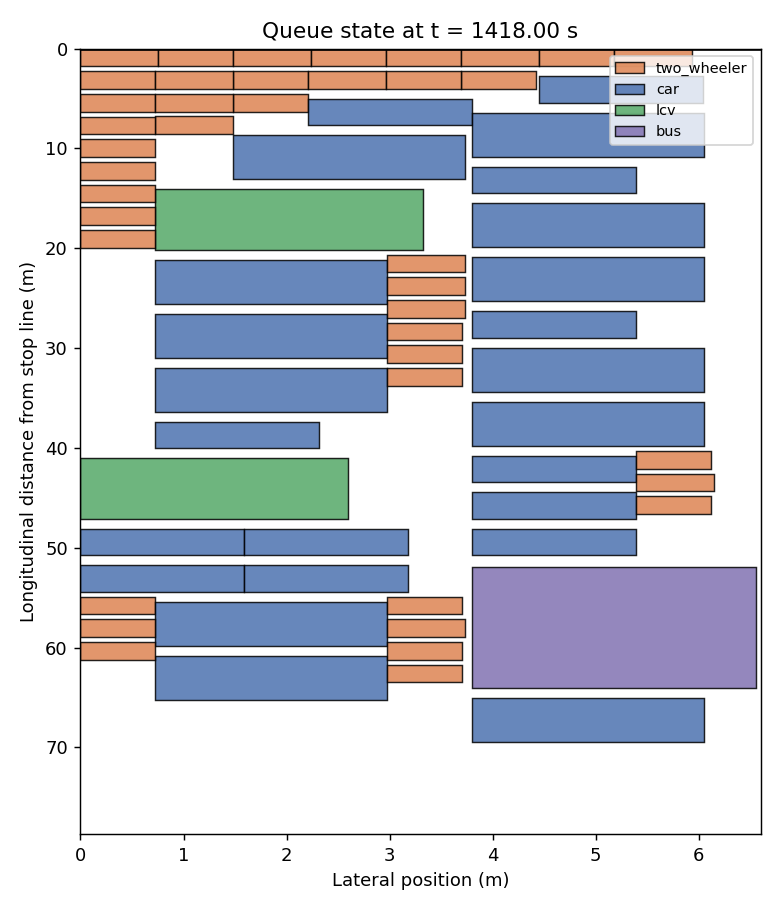 Queue state at t = 1418.00 s
two_wheeler
car
lcv
bus
0
10
20
30
40
50
60
70
Longitudinal distance from stop line (m)
0 1 2 3 4 5 6
Lateral position (m)